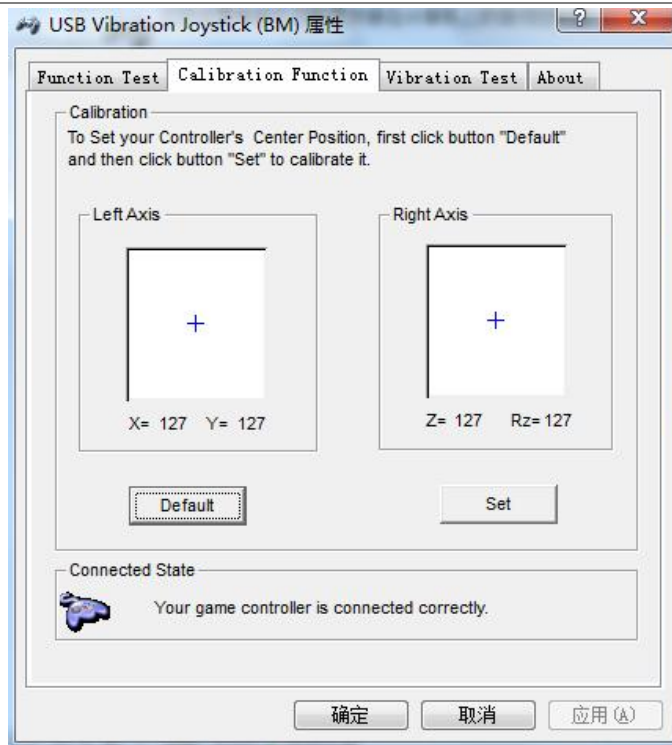 USB Vibration Joystick (BM) 属性
Function Test Calibration Function Vibration Test About
Calibration
To Set your Controller's Center Position, first click button "Default"
and then click button "Set" to calibrate it.
Left Axis Right Axis
X= 127 Y= 127 Z= 127 Rz= 127
Default Set
Connected State
Your game controller is connected correctly.
确定 取消 应用(A)